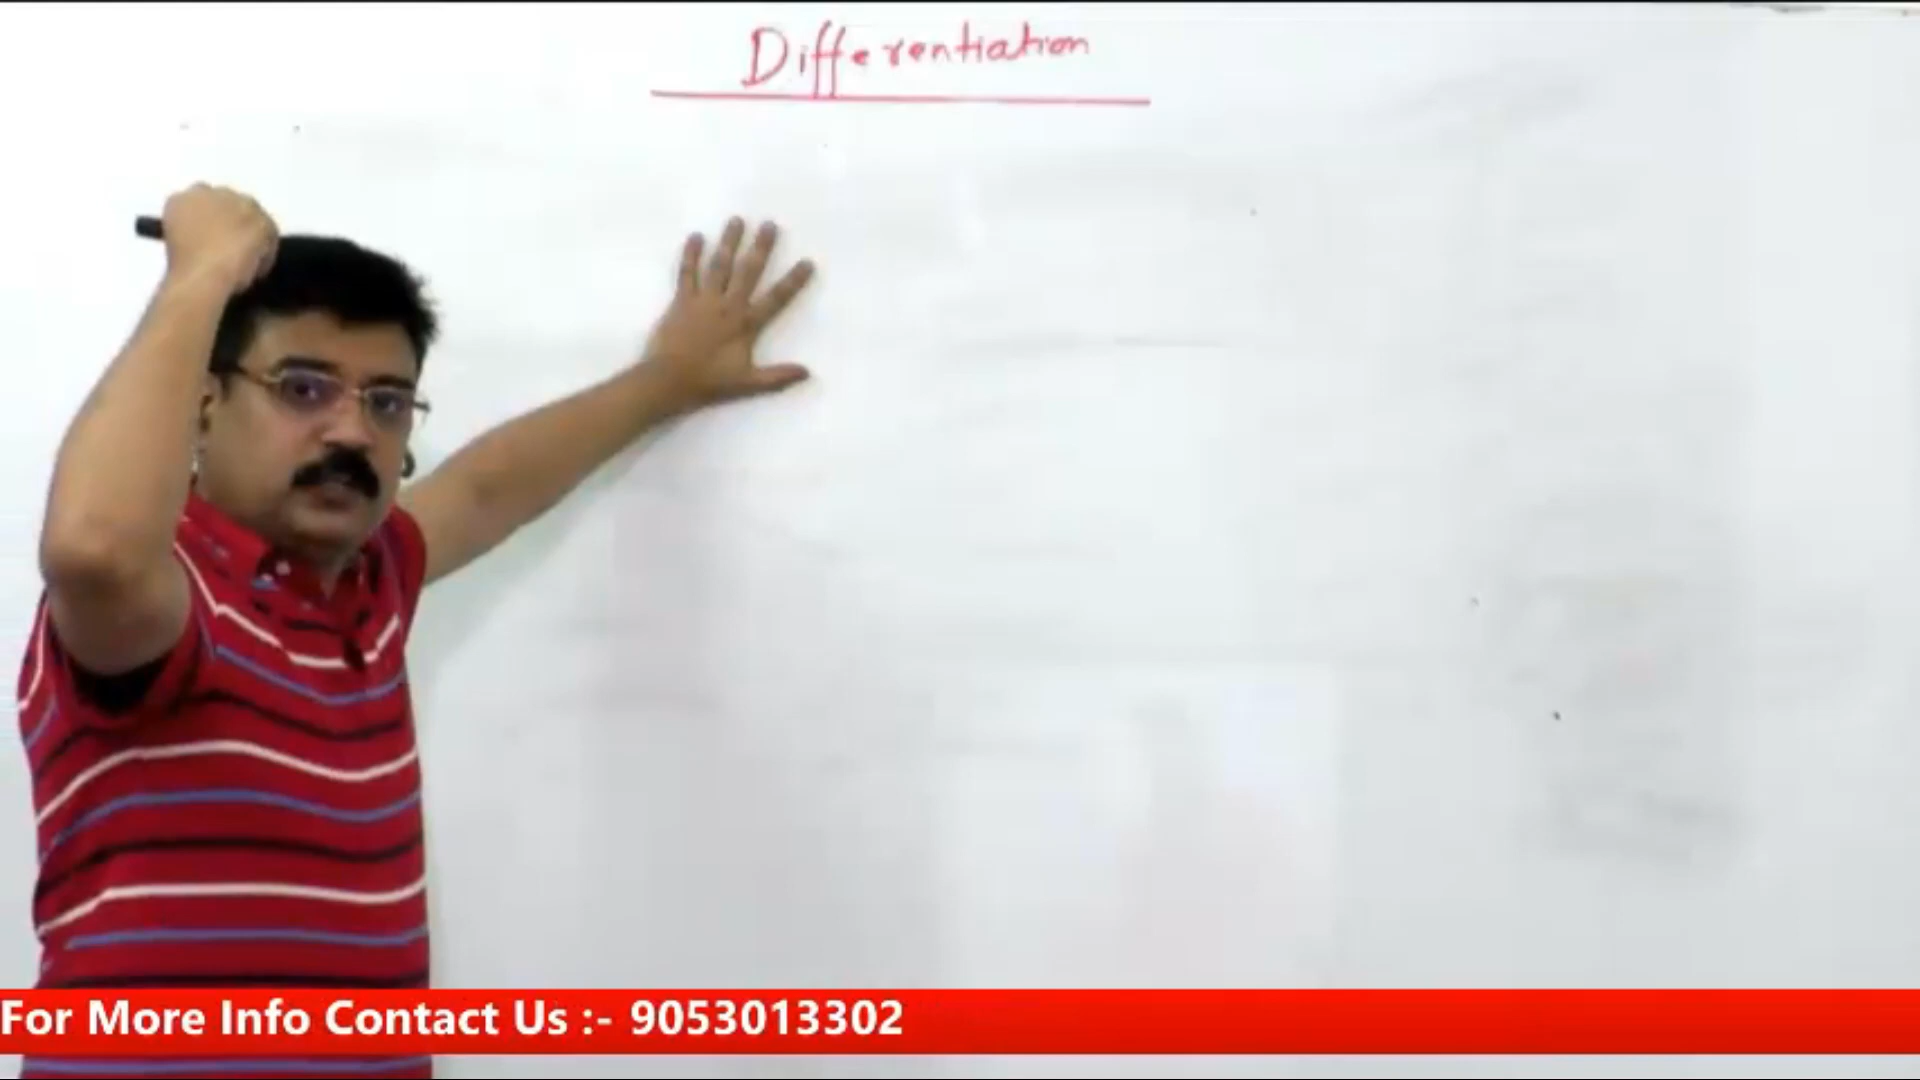 Differentiation
For More Info Contact Us :- 9053013302